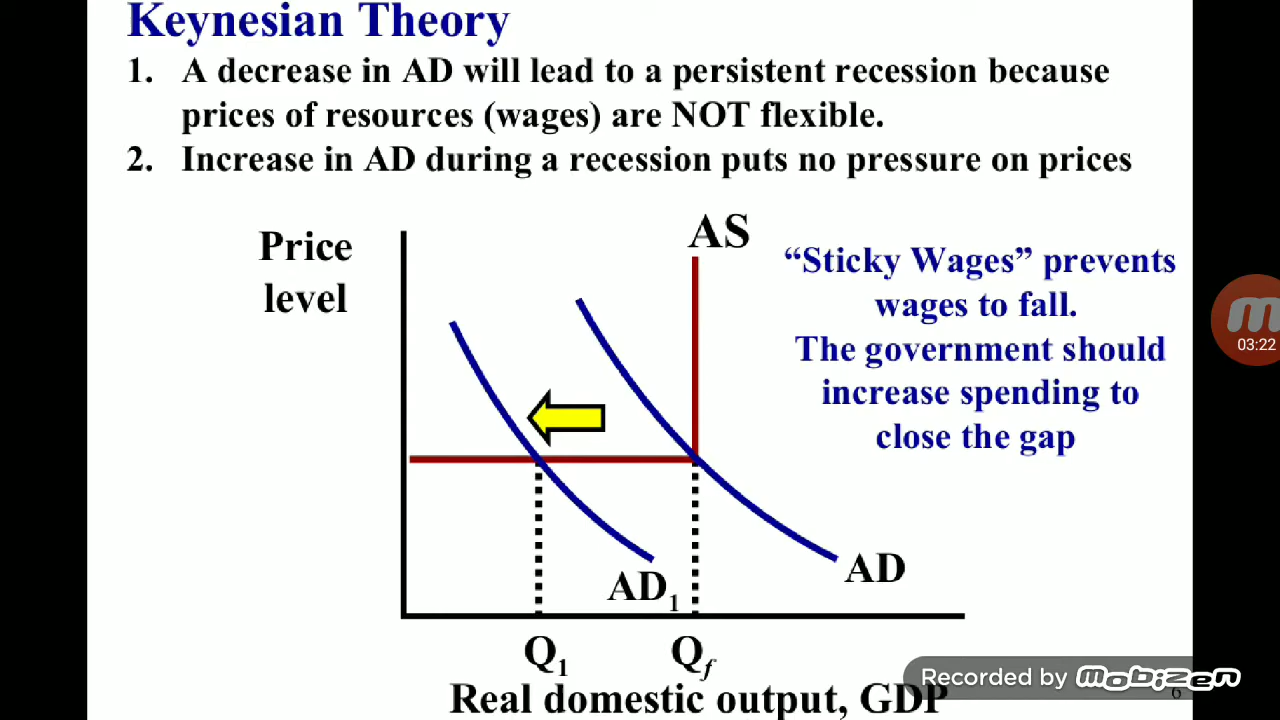 Keynesian Theory
1. A decrease in AD will lead to a persistent recession because
prices of resources (wages) are NOT flexible.
2. Increase in AD during a recession puts no pressure on prices
Price
level
AS
“Sticky Wages” prevents
wages to fall.
The government should
increase spending to
close the gap
03:22
AD
AD1
Q1
Qf
Real domestic output, GDP
Recorded by mobizen
6